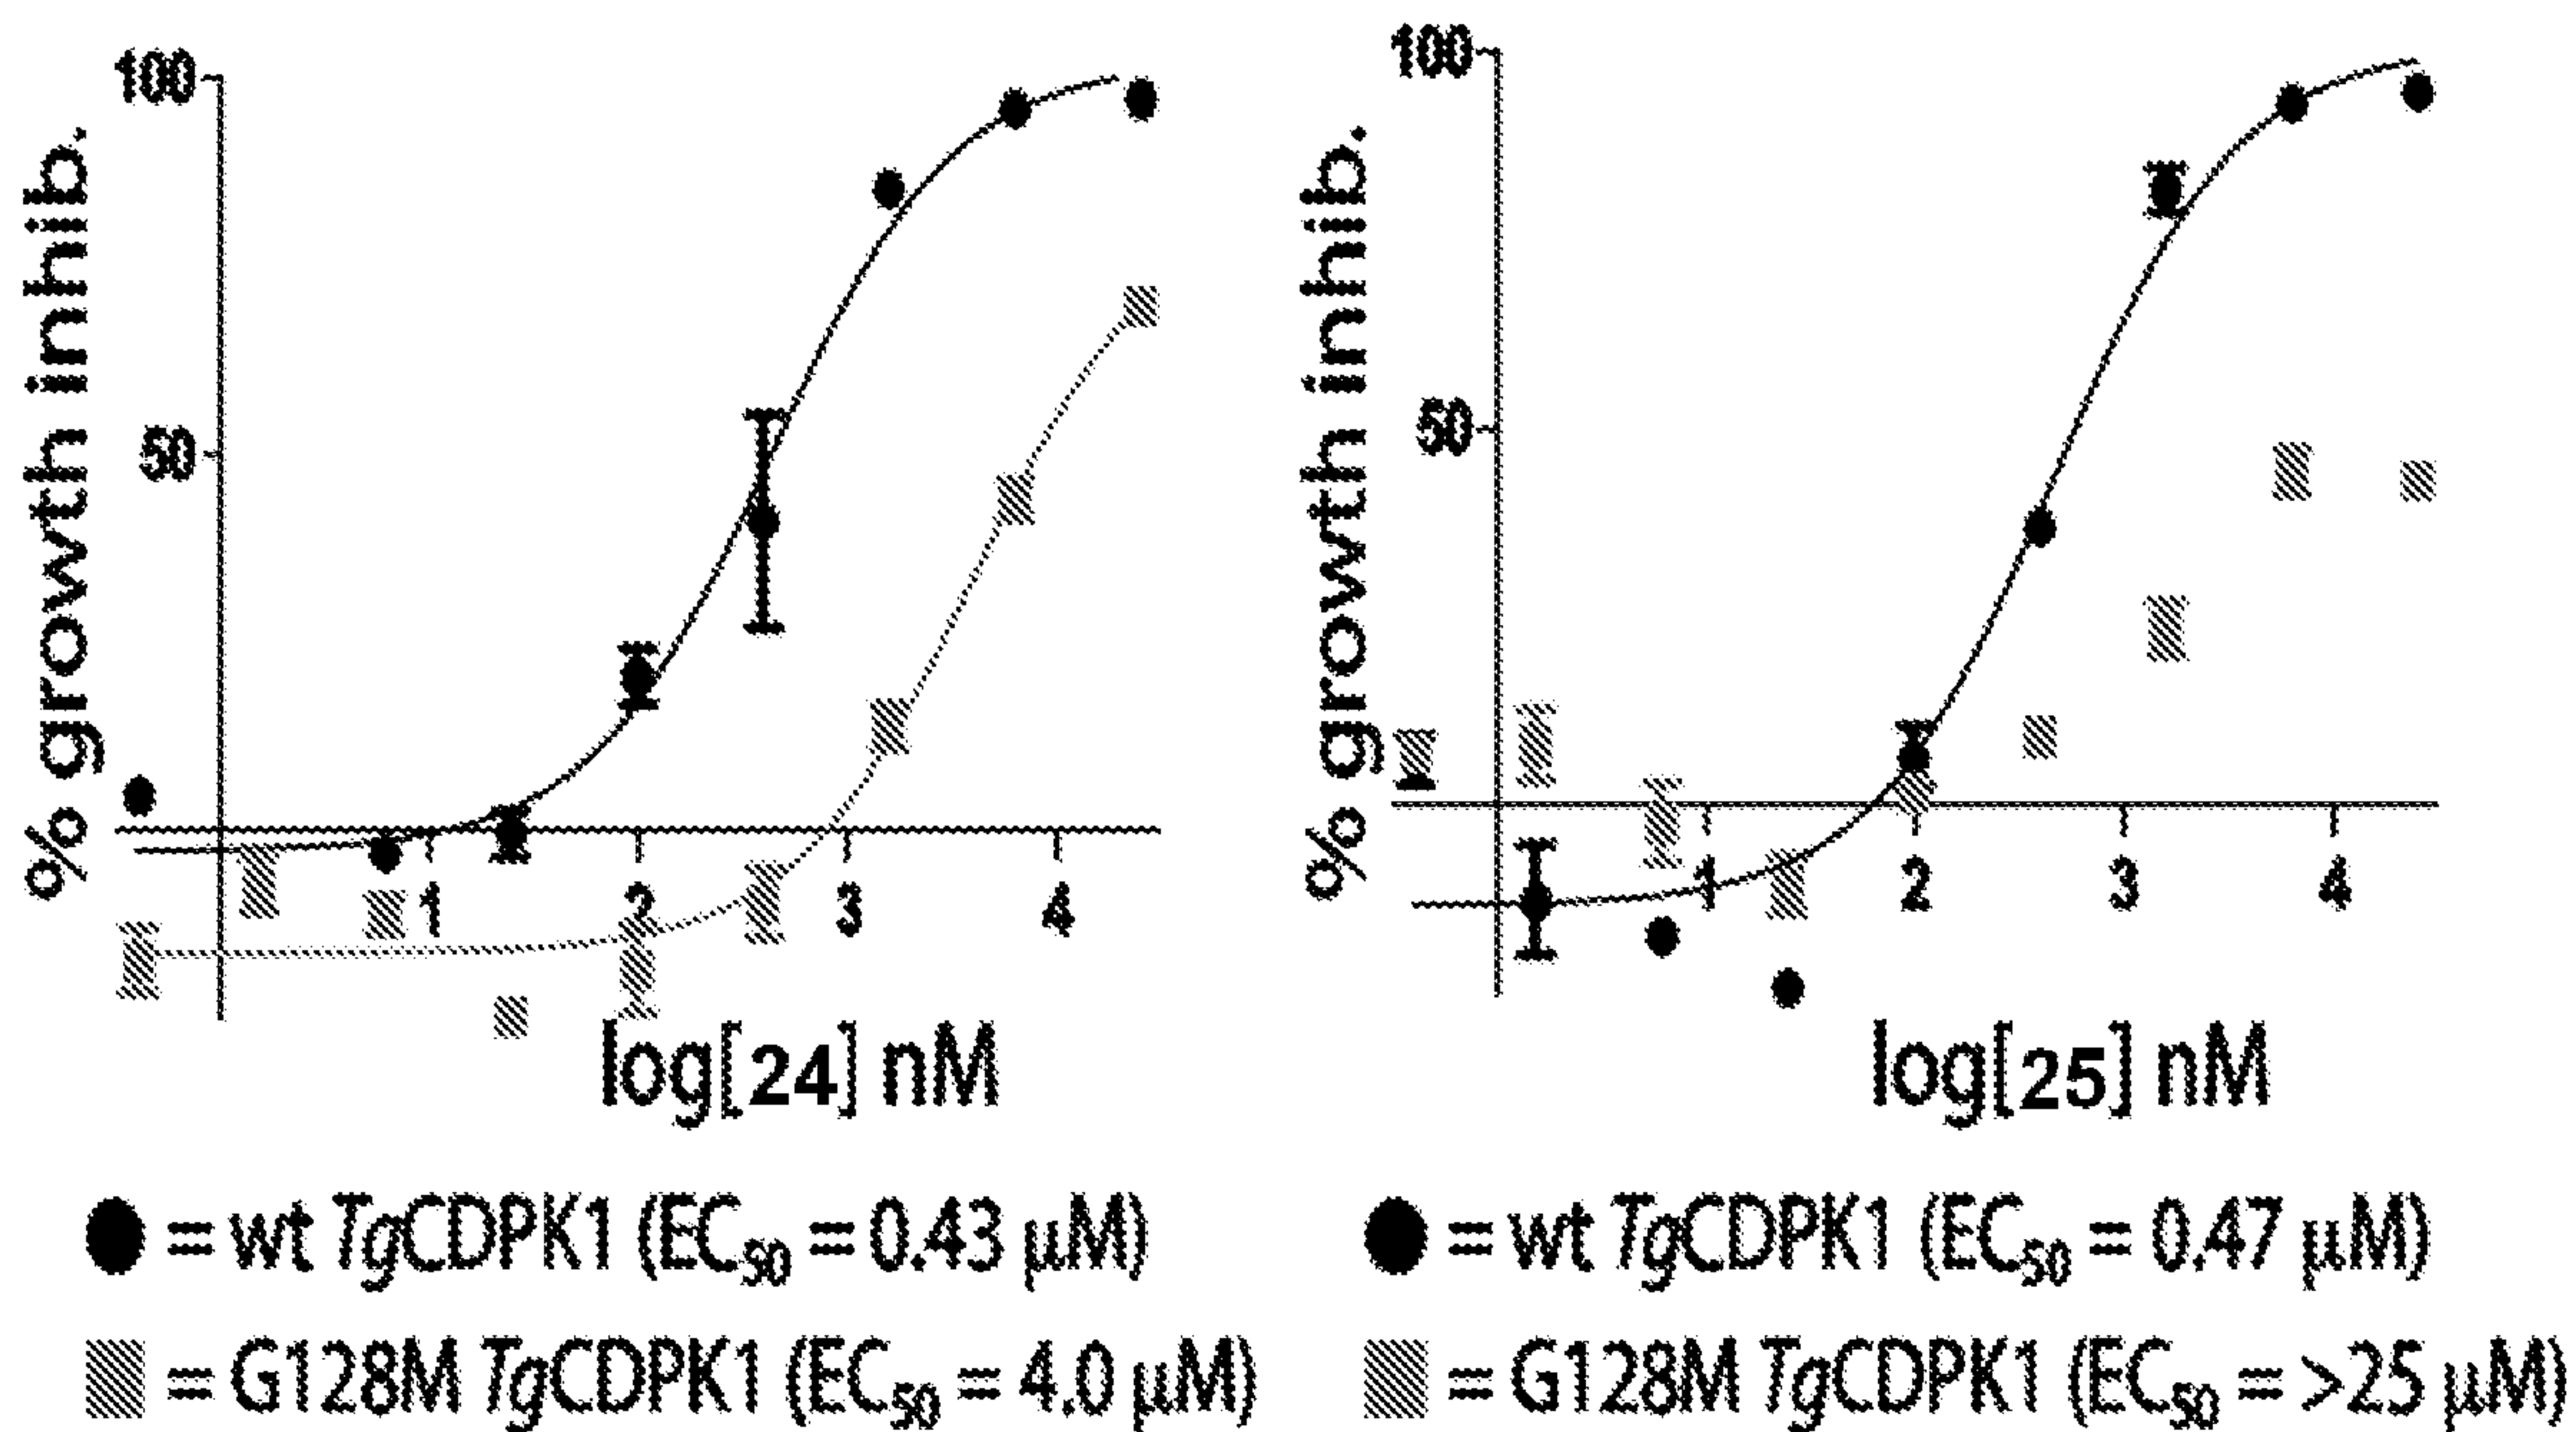 100
50
% growth inhib.
1 2 3 4
log[24] nM
● = wt TgCDPK1 (EC50 = 0.43 µM)
▨ = G128M TgCDPK1 (EC50 = 4.0 µM)
100
50
% growth inhib.
1 2 3 4
log[25] nM
● = wt TgCDPK1 (EC50 = 0.47 µM)
▨ = G128M TgCDPK1 (EC50 = >25 µM)